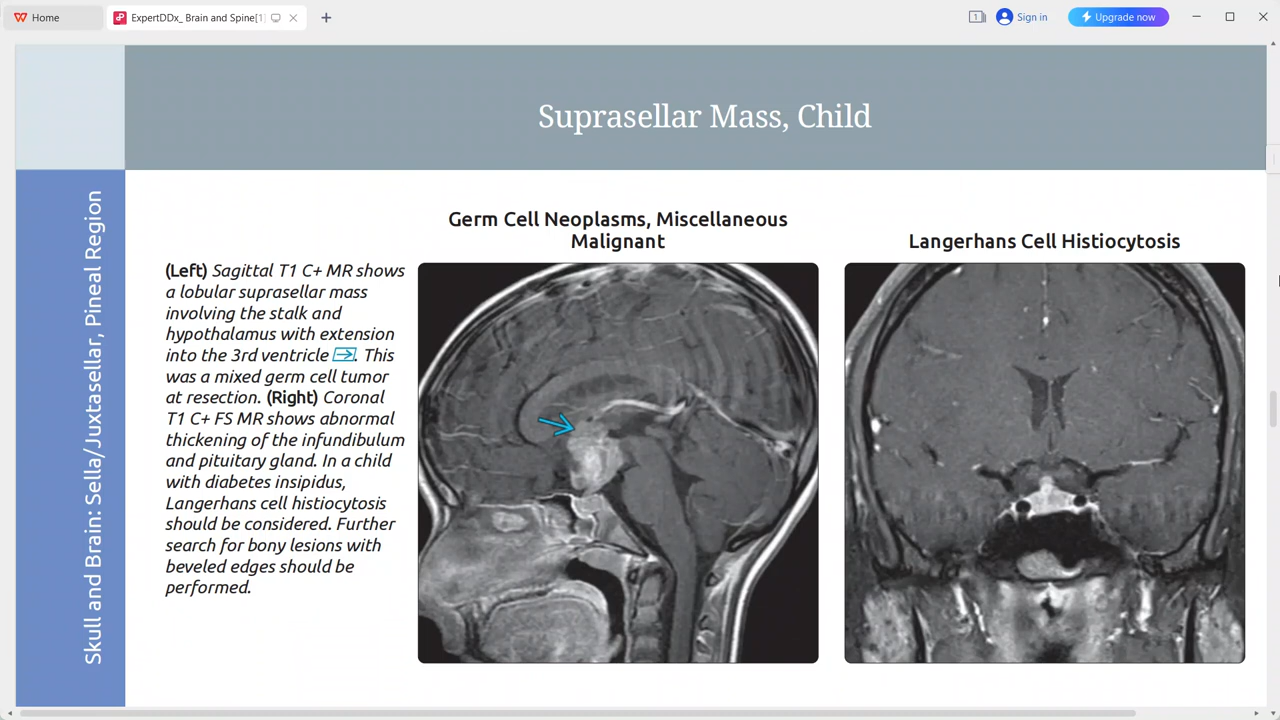 Home
ExpertDDx_ Brain and Spine[1]
1
Sign in
Upgrade now
Suprasellar Mass, Child
Skull and Brain: Sella/Juxtasellar, Pineal Region
Germ Cell Neoplasms, Miscellaneous
Malignant
Langerhans Cell Histiocytosis
(Left) Sagittal T1 C+ MR shows
a lobular suprasellar mass
involving the stalk and
hypothalamus with extension
into the 3rd ventricle ➡. This
was a mixed germ cell tumor
at resection. (Right) Coronal
T1 C+ FS MR shows abnormal
thickening of the infundibulum
and pituitary gland. In a child
with diabetes insipidus,
Langerhans cell histiocytosis
should be considered. Further
search for bony lesions with
beveled edges should be
performed.